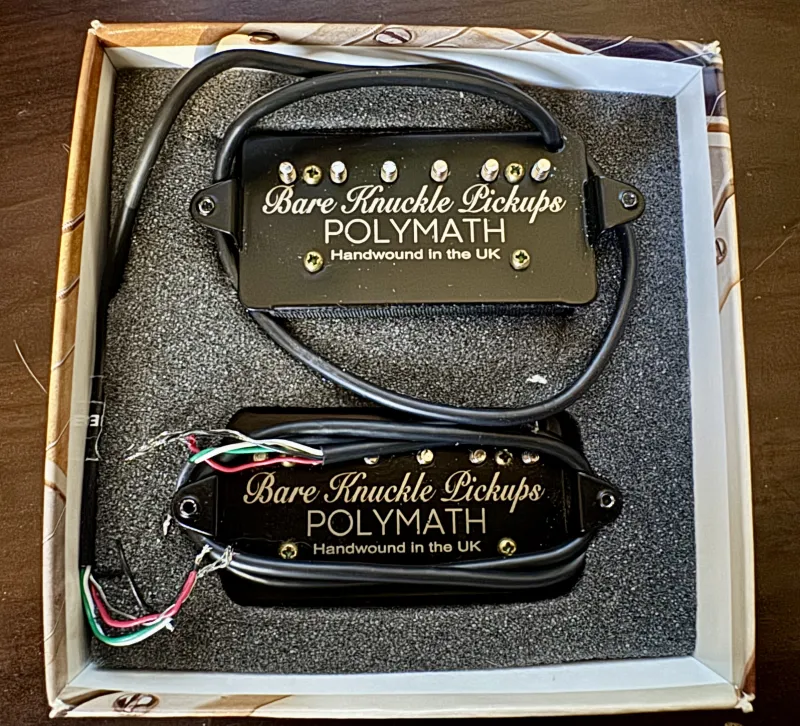 Bare Knuckle Pickups
POLYMATH
Handwound in the UK
Bare Knuckle Pickups
POLYMATH
Handwound in the UK